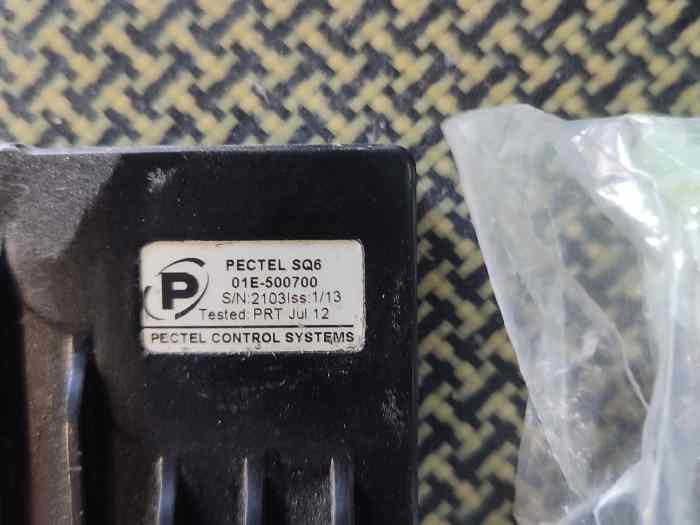 P
PECTEL SQ6
01E-500700
S/N:2103Iss:1/13
Tested: PRT Jul 12
PECTEL CONTROL SYSTEMS